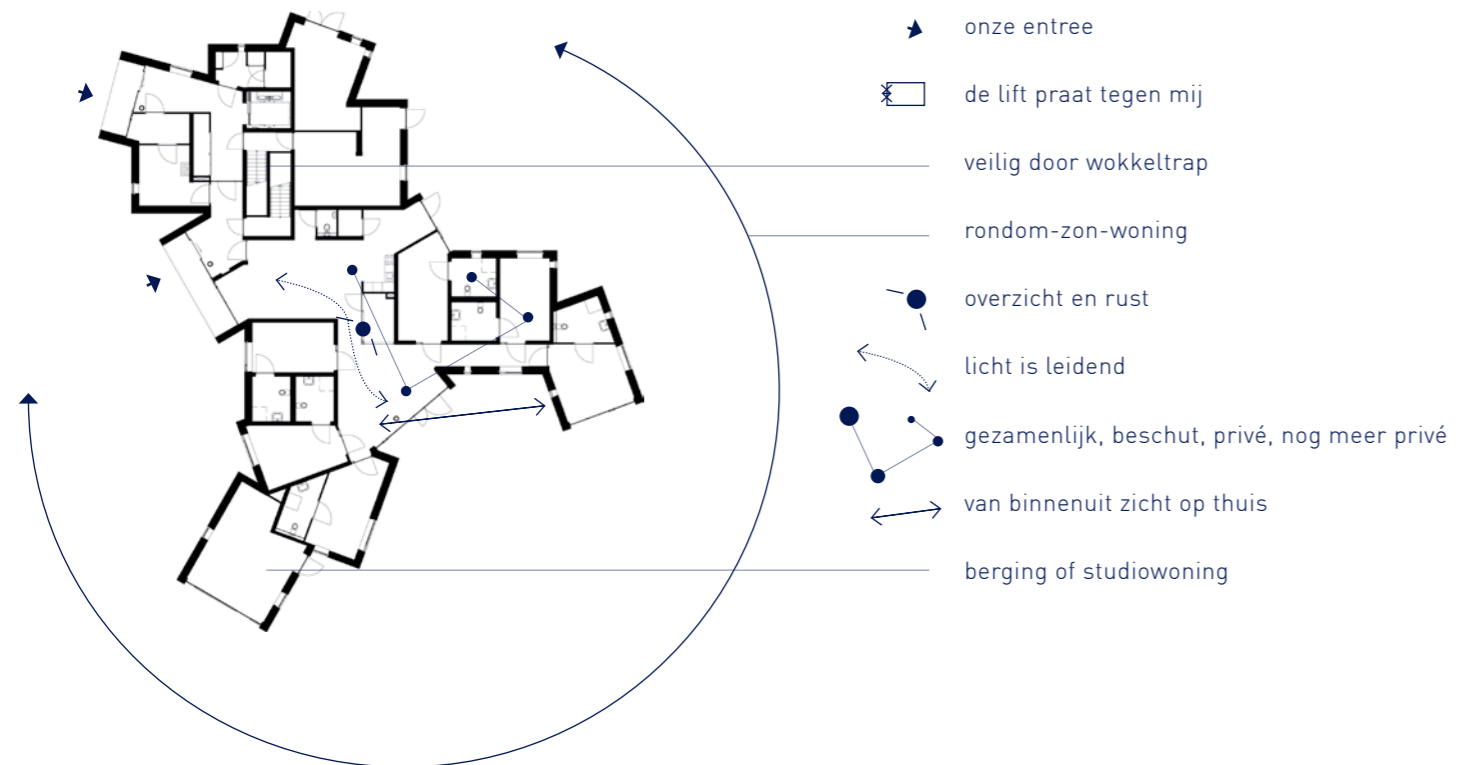 onze entree
de lift praat tegen mij
veilig door wokkeltrap
rondom-zon-woning
overzicht en rust
licht is leidend
gezamenlijk, beschut, privé, nog meer privé
van binnenuit zicht op thuis
berging of studiowoning